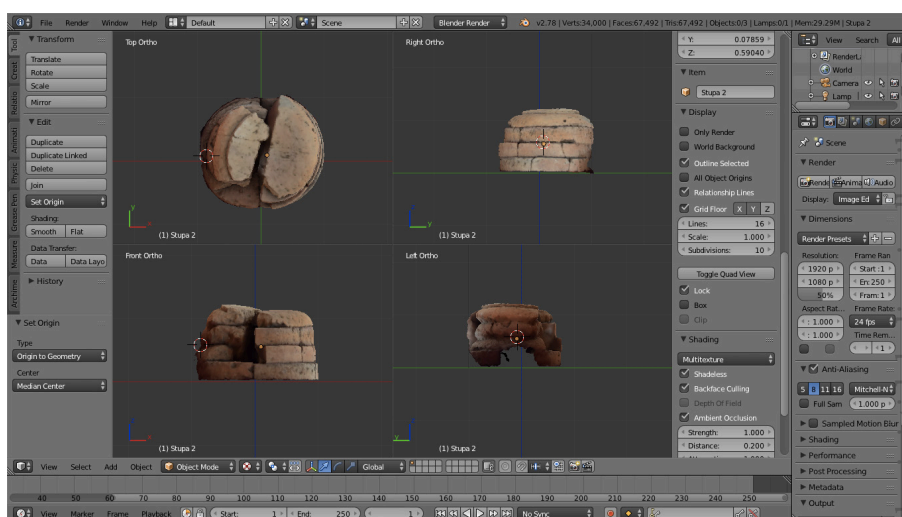 File Render Window Help Default Scene Blender Render v2.78 | Verts:34,000 | Faces:67,492 | Tris:67,492 | Objects:0/3 | Lamps:0/1 | Mem:29.29M | Stupa 2
Tool
Creat
Relatio
Animati
Physic
Grease Pen
Measure
Archime
Transform
Translate
Rotate
Scale
Mirror
Edit
Duplicate
Duplicate Linked
Delete
Join
Set Origin
Shading:
Smooth Flat
Data Transfer:
Data Data Layo
History
Set Origin
Type
Origin to Geometry
Center
Median Center
Top Ortho
(1) Stupa 2
Right Ortho
(1) Stupa 2
Front Ortho
(1) Stupa 2
Left Ortho
(1) Stupa 2
Y: 0.07859
Z: 0.59040
Item
Stupa 2
Display
Only Render
World Background
Outline Selected
All Object Origins
Relationship Lines
Grid Floor X Y Z
Lines: 16
Scale: 1.000
Subdivisions: 10
Toggle Quad View
Lock
Box
Clip
Shading
Multitexture
Shadeless
Backface Culling
Depth Of Field
Ambient Occlusion
Strength: 1.000
Distance: 0.200
View Search All
RenderL
World
Camera
Lamp
Scene
Render
Rende Anima Audio
Display: Image Ed
Dimensions
Render Presets
Resolution: Frame Ran
1920 p Start :1
1080 p En: 250
50% Fram: 1
Aspect Rat... Frame Rate:
: 1.000 24 fps
: 1.000 Time Rem...
1
Anti-Aliasing
5 8 11 16 Mitchell-N
Full Sam 1.000 p
Sampled Motion Blur
Shading
Performance
Post Processing
Metadata
Output
View Select Add Object Object Mode Global
40 50 60 70 80 90 100 110 120 130 140 150 160 170 180 190 200 210 220 230 240 250
View Marker Frame Playback Start: 1 End: 250 1 No Sync